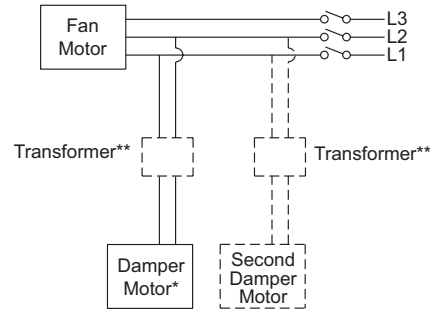 Fan
Motor
L3
L2
L1
Transformer**
Transformer**
Damper
Motor*
Second
Damper
Motor